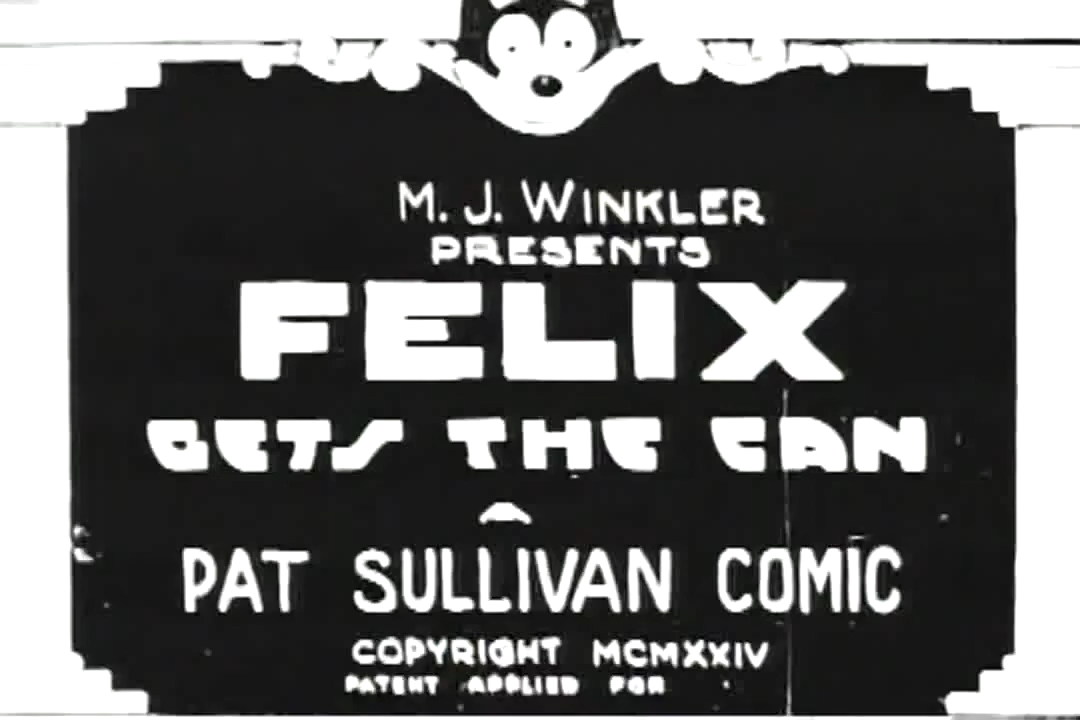 M. J. WINKLER
PRESENTS
FELIX
GETS THE CAN
A
PAT SULLIVAN COMIC
COPYRIGHT MCMXXIV
PATENT APPLIED FOR